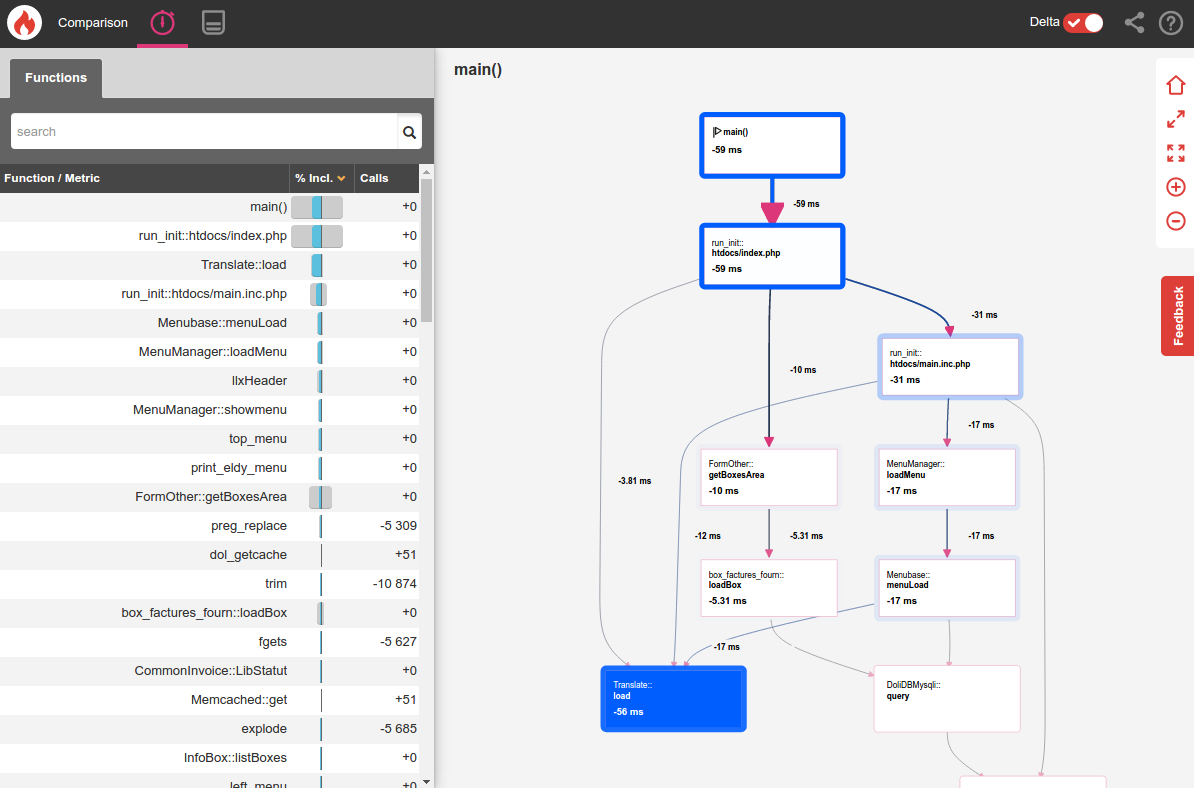 Comparison
Delta
Functions
search
Function / Metric % Incl. Calls
main() +0
run_init::htdocs/index.php +0
Translate::load +0
run_init::htdocs/main.inc.php +0
Menubase::menuLoad +0
MenuManager::loadMenu +0
llxHeader +0
MenuManager::showmenu +0
top_menu +0
print_eldy_menu +0
FormOther::getBoxesArea +0
preg_replace -5 309
dol_getcache +51
trim -10 874
box_factures_fourn::loadBox +0
fgets -5 627
CommonInvoice::LibStatut +0
Memcached::get +51
explode -5 685
InfoBox::listBoxes +0
left_menu +0
main()
main()
-59 ms
-59 ms
run_init::
htdocs/index.php
-59 ms
-31 ms
run_init::
htdocs/main.inc.php
-31 ms
-10 ms
-17 ms
FormOther::
getBoxesArea
-10 ms
MenuManager::
loadMenu
-17 ms
-3.81 ms
-12 ms
-5.31 ms
-17 ms
box_factures_fourn::
loadBox
-5.31 ms
Menubase::
menuLoad
-17 ms
-17 ms
Translate::
load
-56 ms
DoliDBMysqli::
query
Feedback